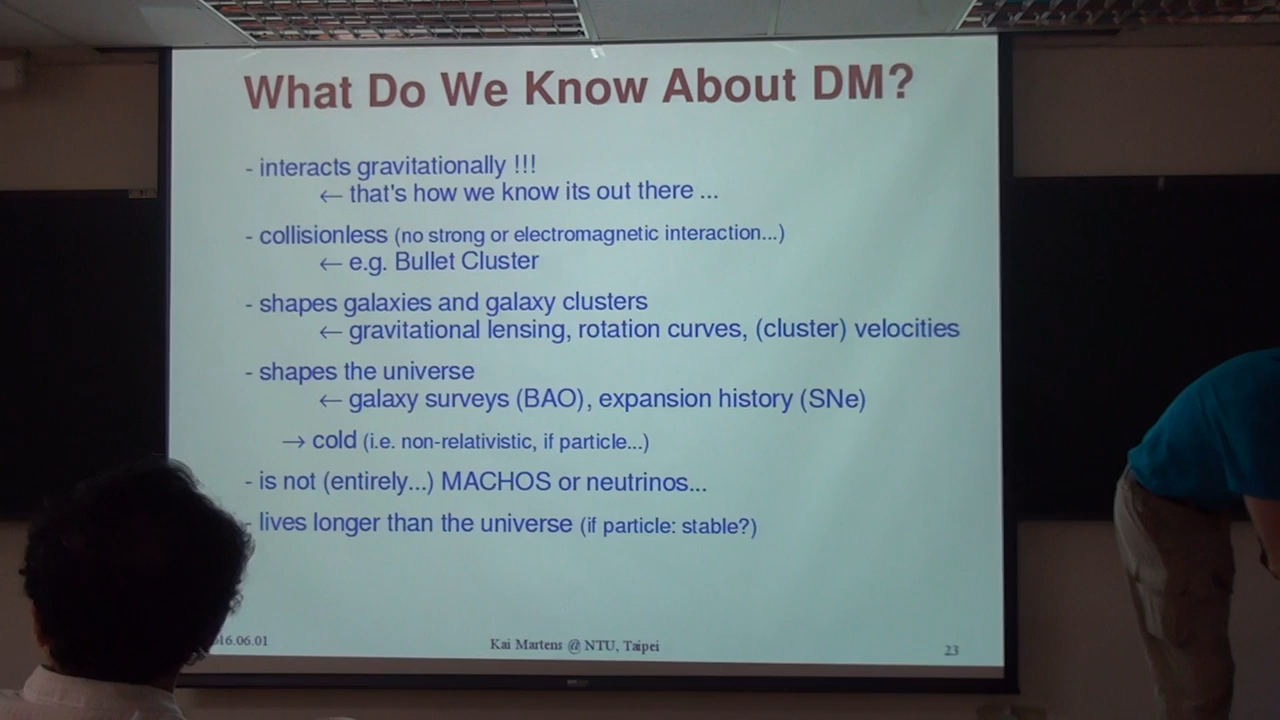 What Do We Know About DM?
- interacts gravitationally !!!
← that's how we know its out there ...
- collisionless (no strong or electromagnetic interaction...)
← e.g. Bullet Cluster
- shapes galaxies and galaxy clusters
← gravitational lensing, rotation curves, (cluster) velocities
- shapes the universe
← galaxy surveys (BAO), expansion history (SNe)
→ cold (i.e. non-relativistic, if particle...)
- is not (entirely...) MACHOS or neutrinos...
- lives longer than the universe (if particle: stable?)
16.06.01
Kai Martens @ NTU, Taipei
23